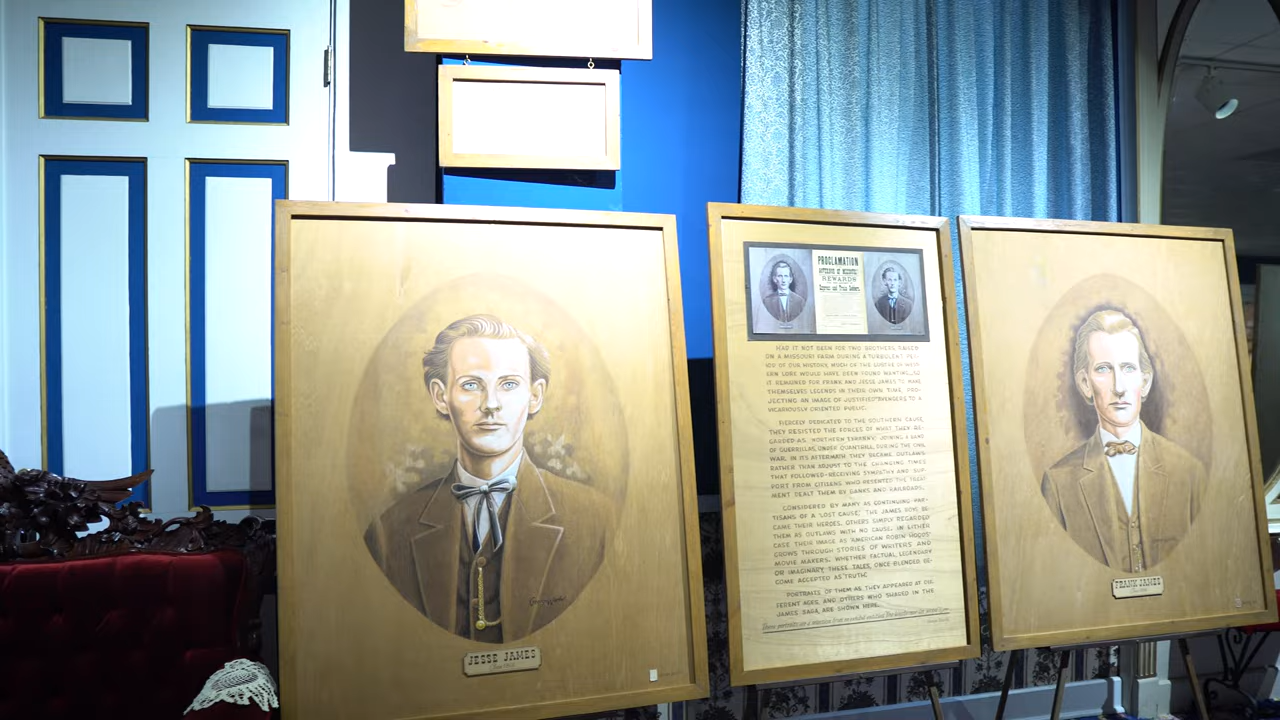 JESSE JAMES
PROCLAMATION
GOVERNOR OF MISSOURI
REWARDS
HAD IT NOT BEEN FOR TWO BROTHERS RAISED
ON A MISSOURI FARM DURING A TURBULENT PER-
IOD OF OUR HISTORY, MUCH OF THE
LORE WOULD HAVE BEEN FOUND WANTING
IT REMAINED FOR FRANK AND JESSE JAMES TO MAKE
THEMSELVES LEGENDS IN THEIR OWN TIME, PRO-
JECTING AN IMAGE OF JUSTIFIED AVENGERS TO A
VICARIOUSLY ORIENTED PUBLIC.
FIERCELY DEDICATED TO THE SOUTHERN CAUSE,
THEY RESISTED THE FORCES OF WHAT THEY RE-
GARDED AS "NORTHERN TYRANNY," JOINING A BAND
OF GUERRILLAS UNDER QUANTRILL DURING THE CIVIL
WAR. IN ITS AFTERMATH THEY BECAME OUTLAWS
RATHER THAN ADJUST TO THE CHANGING TIMES
THAT FOLLOWED-RECEIVING SYMPATHY AND SUP-
PORT FROM CITIZENS WHO RESENTED THE TREAT-
MENT DEALT THEM BY BANKS AND RAILROADS.
CONSIDERED BY MANY AS CONTINUING PAR-
TISANS OF A "LOST CAUSE," THE JAMES BOYS BE-
CAME THEIR HEROES. OTHERS SIMPLY REGARDED
THEM AS OUTLAWS WITH NO CAUSE. IN EITHER
CASE THEIR IMAGE AS "AMERICAN ROBIN HOODS"
GROWS THROUGH STORIES OF WRITERS AND
MOVIE MAKERS. WHETHER FACTUAL, LEGENDARY
OR IMAGINARY, THESE TALES, ONCE BLENDED, BE-
COME ACCEPTED AS TRUTH.
PORTRAITS OF THEM AS THEY APPEARED AT DIF-
FERENT AGES, AND OTHERS WHO SHARED IN THE
JAMES SAGA, ARE SHOWN HERE.
FRANK JAMES